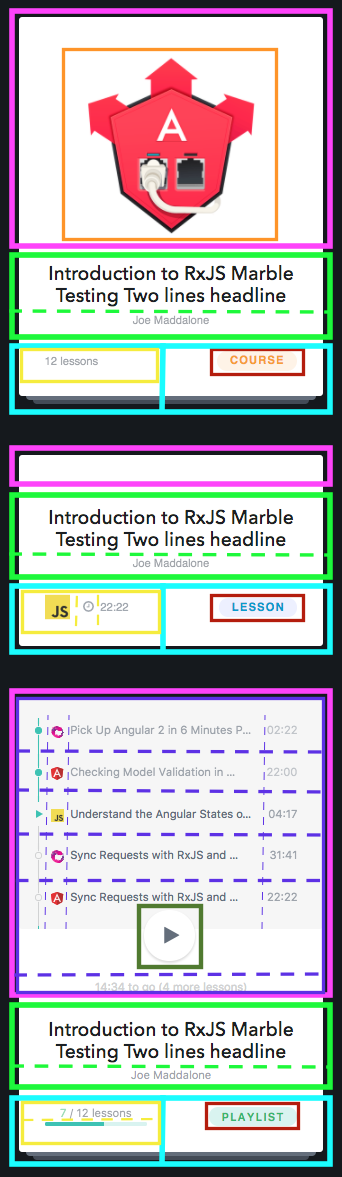 A
Introduction to RxJS Marble
Testing Two lines headline
Joe Maddalone
12 lessons
COURSE
Introduction to RxJS Marble
Testing Two lines headline
Joe Maddalone
JS 22:22
LESSON
Pick Up Angular 2 in 6 Minutes P... 02:22
A Checking Model Validation in ... 22:00
JS Understand the Angular States o... 04:17
Sync Requests with RxJS and ... 31:41
A Sync Requests with RxJS and ... 22:22
14:34 to go (4 more lessons)
Introduction to RxJS Marble
Testing Two lines headline
Joe Maddalone
7 / 12 lessons
PLAYLIST